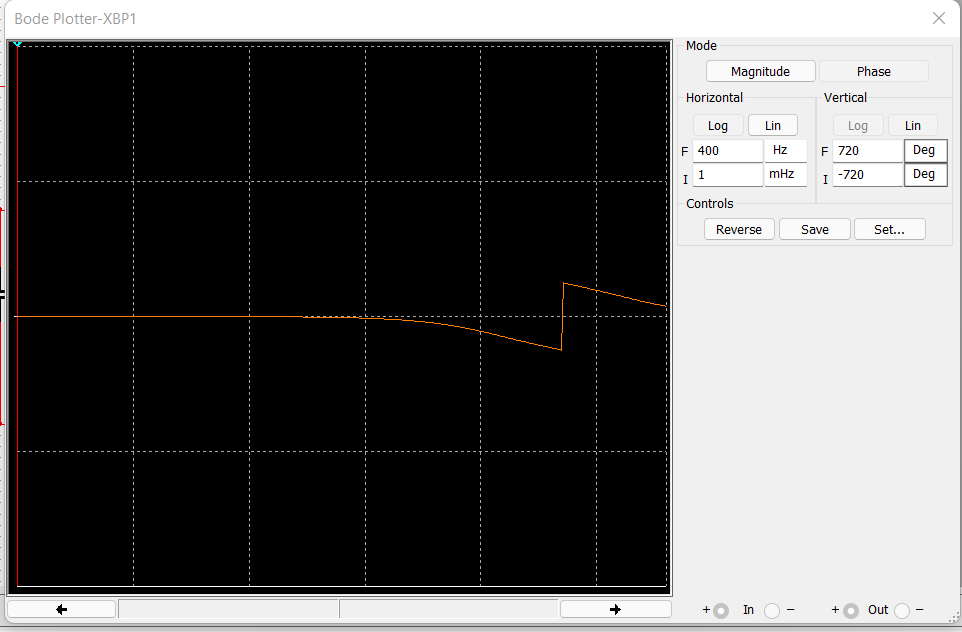 Bode Plotter-XBP1
Mode
Magnitude Phase
Horizontal Vertical
Log Lin Log Lin
F 400 Hz F 720 Deg
I 1 mHz I -720 Deg
Controls
Reverse Save Set...
+ In − + Out −